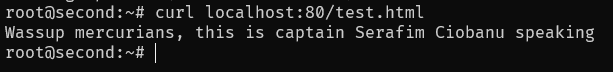 root@second:~# curl localhost:80/test.html
Wassup mercurians, this is captain Serafim Ciobanu speaking
root@second:~#